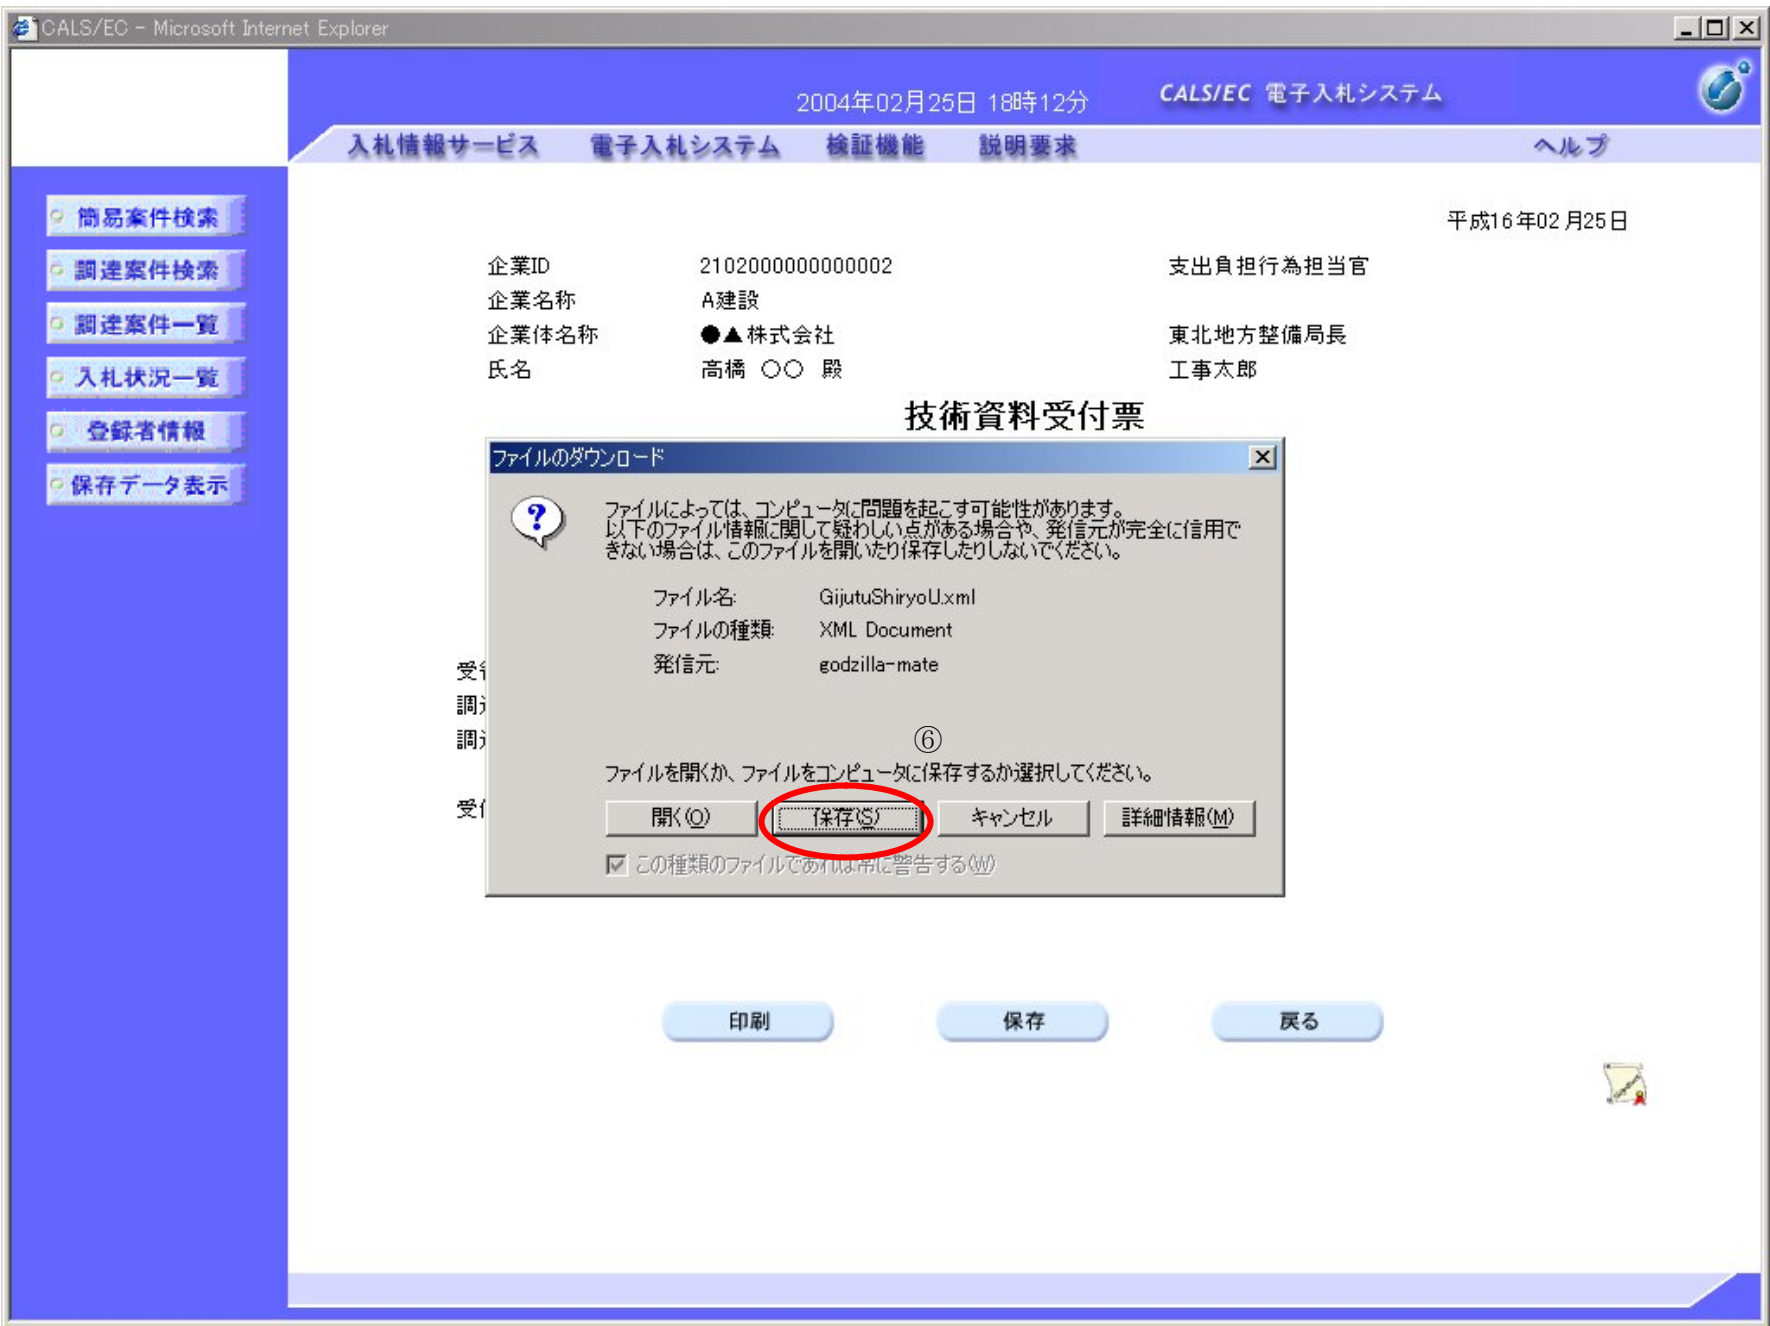 CALS/EC - Microsoft Internet Explorer
2004年02月25日 18時12分
CALS/EC 電子入札システム
入札情報サービス 電子入札システム 検証機能 説明要求 ヘルプ
簡易案件検索
調達案件検索
調達案件一覧
入札状況一覧
登録者情報
保存データ表示
平成16年02月25日
企業ID 2102000000000002 支出負担行為担当官
企業名称 A建設
企業体名称 ●▲株式会社 東北地方整備局長
氏名 高橋 〇〇 殿 工事太郎
技術資料受付票
ファイルのダウンロード
ファイルによっては、コンピュータに問題を起こす可能性があります。
以下のファイル情報に関して疑わしい点がある場合や、発信元が完全に信用で
きない場合は、このファイルを開いたり保存したりしないでください。
ファイル名: GijutuShiryoU.xml
ファイルの種類: XML Document
発信元: godzilla-mate
受
調
調
⑥
ファイルを開くか、ファイルをコンピュータに保存するか選択してください。
受
開く(O) 保存(S) キャンセル 詳細情報(M)
この種類のファイルであれば常に警告する(W)
印刷 保存 戻る